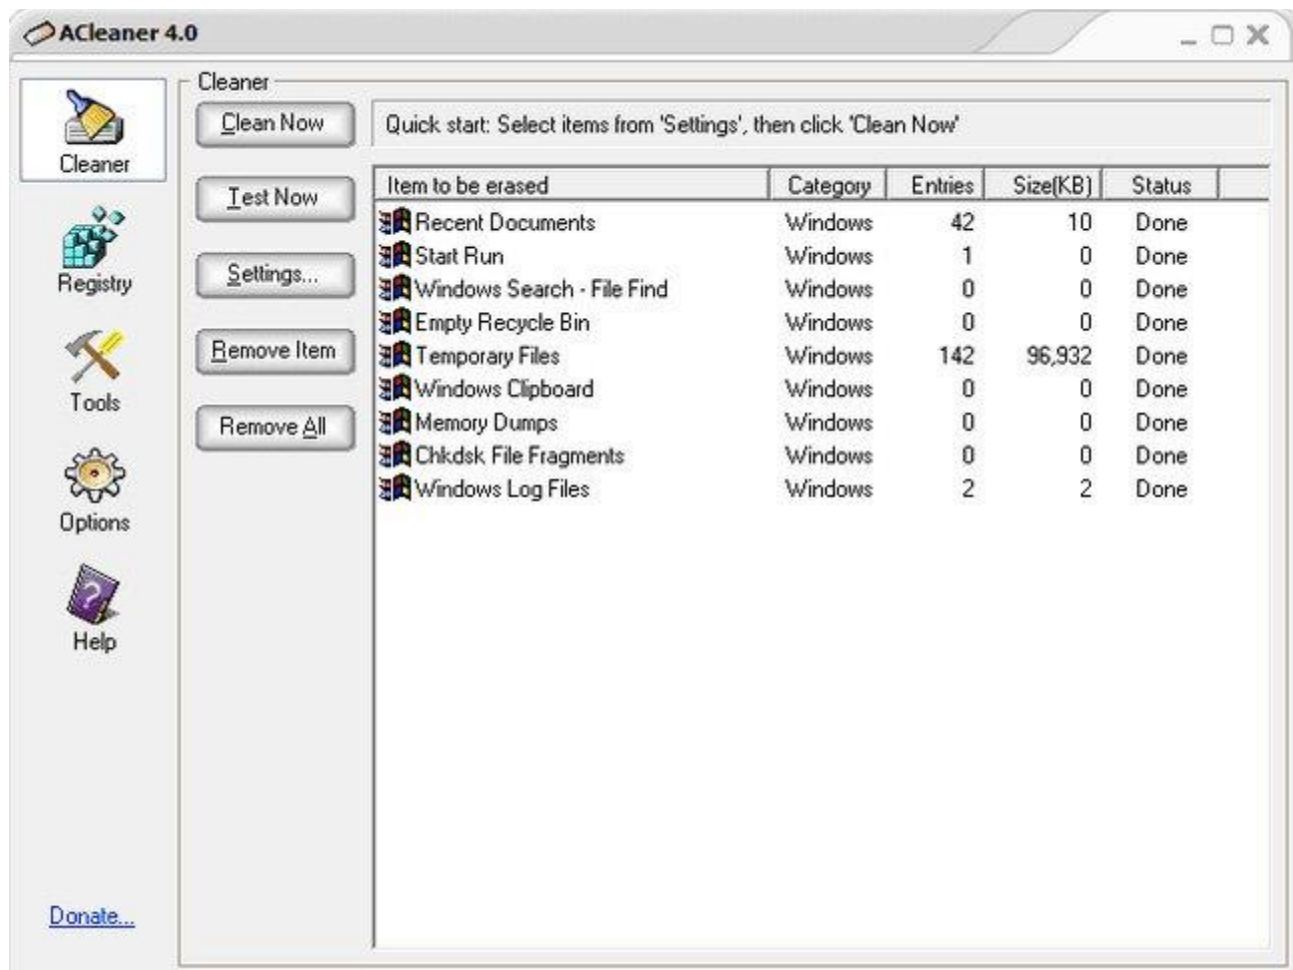 ACleaner 4.0
Cleaner
Registry
Tools
Options
Help
Donate...
Cleaner
Clean Now
Test Now
Settings...
Remove Item
Remove All
Quick start: Select items from 'Settings', then click 'Clean Now'
Item to be erased Category Entries Size(KB) Status
Recent Documents Windows 42 10 Done
Start Run Windows 1 0 Done
Windows Search - File Find Windows 0 0 Done
Empty Recycle Bin Windows 0 0 Done
Temporary Files Windows 142 96,932 Done
Windows Clipboard Windows 0 0 Done
Memory Dumps Windows 0 0 Done
Chkdsk File Fragments Windows 0 0 Done
Windows Log Files Windows 2 2 Done